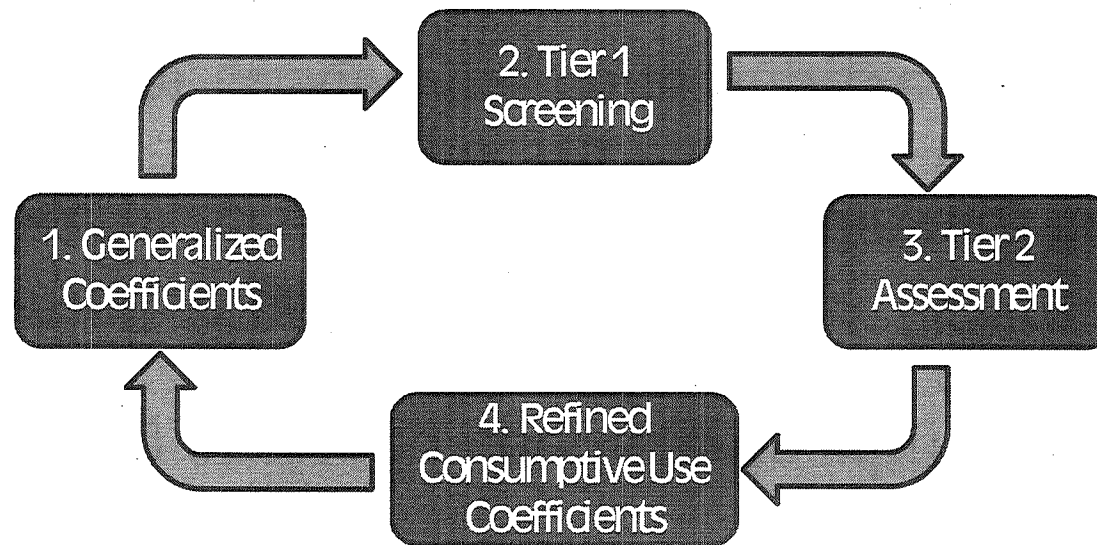 2. Tier 1
Screening
1. Generalized
Coefficients
3. Tier 2
Assessment
4. Refined
Consumptive Use
Coefficients